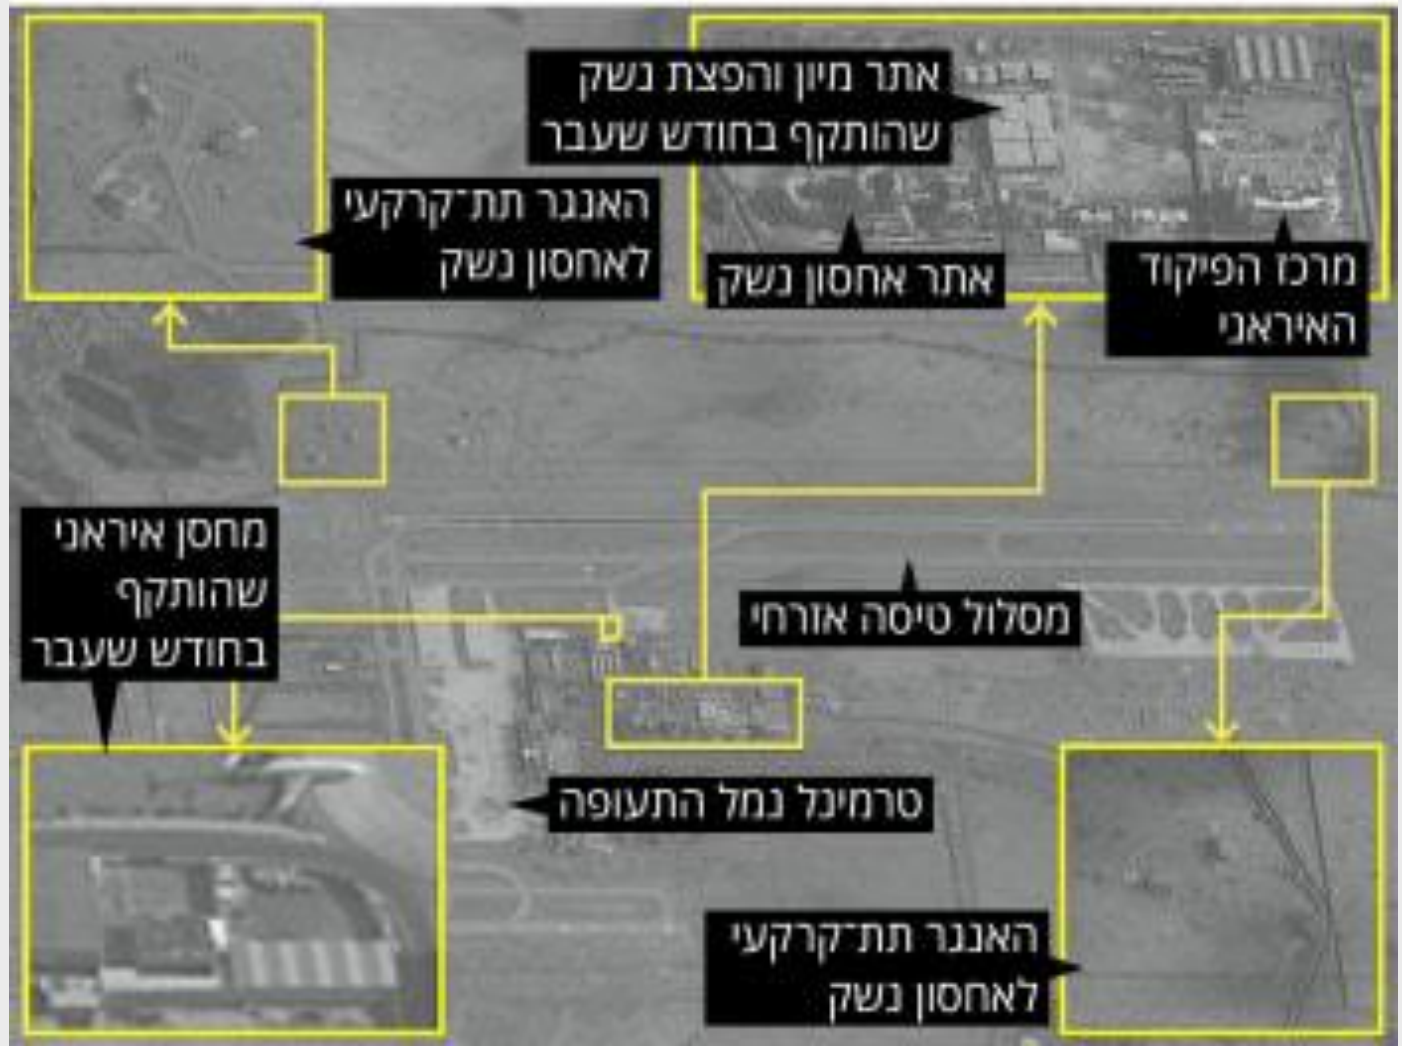 אתר מיון והפצת נשק
שהותקף בחודש שעבר
האנגר תת־קרקעי
לאחסון נשק
אתר אחסון נשק
מרכז הפיקוד
האיראני
מחסן איראני
שהותקף
בחודש שעבר
מסלול טיסה אזרחי
טרמינל נמל התעופה
האנגר תת־קרקעי
לאחסון נשק